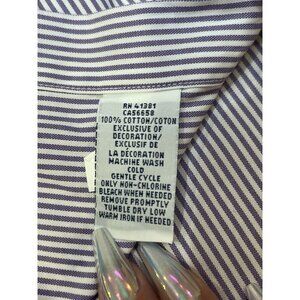 RN 41381
CA56658
100% COTTON/COTON
EXCLUSIVE OF
DECORATION/
EXCLUSIF DE
LA DÉCORATION
MACHINE WASH
COLD
GENTLE CYCLE
ONLY NON-CHLORINE
BLEACH WHEN NEEDED
REMOVE PROMPTLY
TUMBLE DRY LOW
WARM IRON IF NEEDED